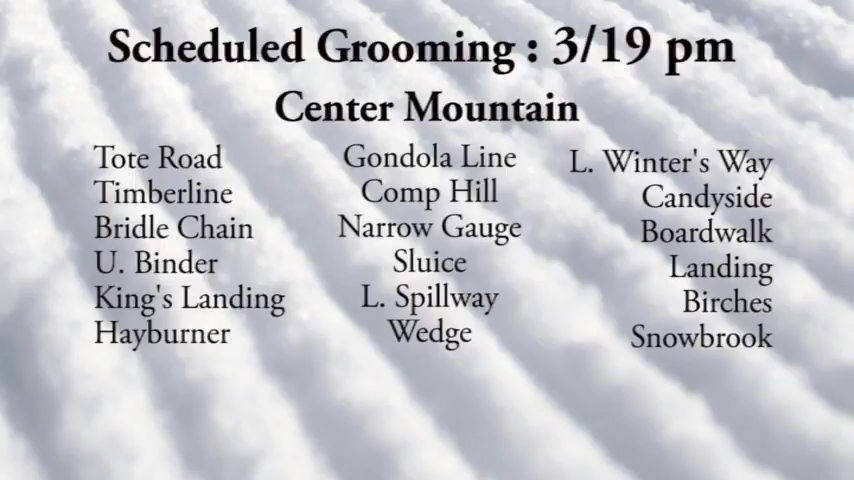 Scheduled Grooming : 3/19 pm
Center Mountain
Tote Road
Timberline
Bridle Chain
U. Binder
King's Landing
Hayburner
Gondola Line
Comp Hill
Narrow Gauge
Sluice
L. Spillway
Wedge
L. Winter's Way
Candyside
Boardwalk
Landing
Birches
Snowbrook